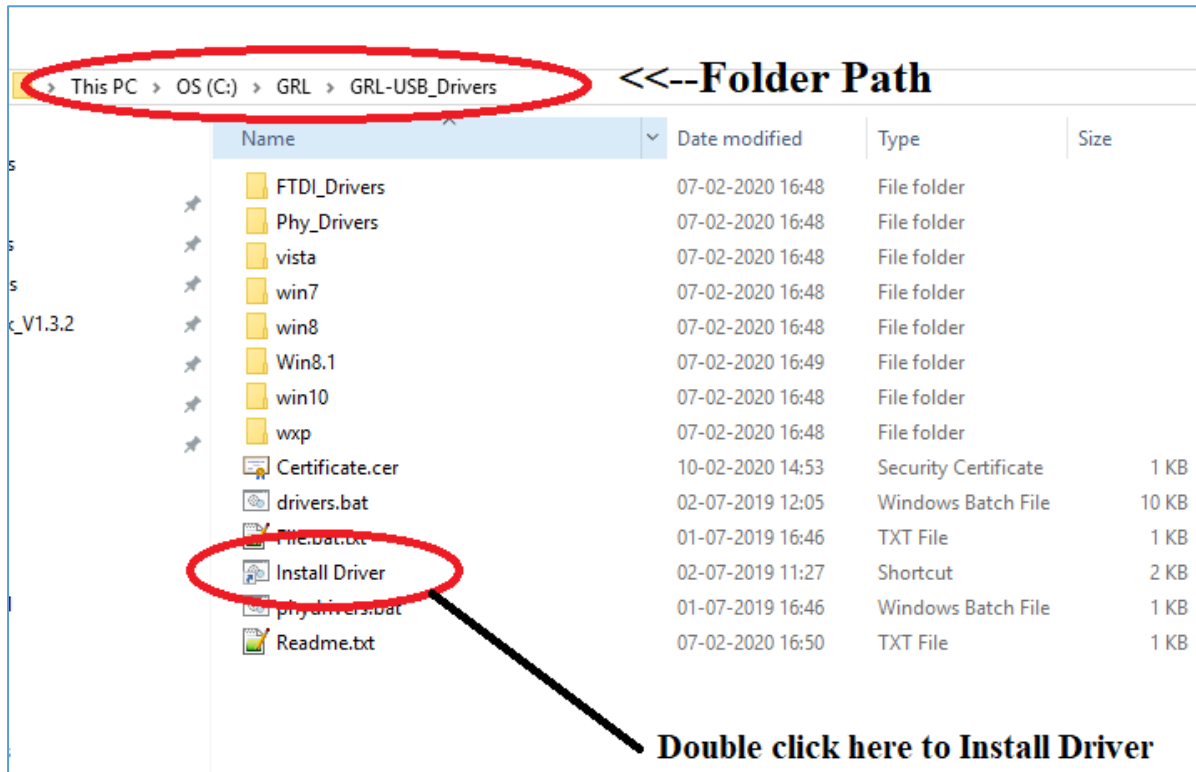 This PC > OS (C:) > GRL > GRL-USB_Drivers <<--Folder Path
Name Date modified Type Size
s
FTDI_Drivers 07-02-2020 16:48 File folder
Phy_Drivers 07-02-2020 16:48 File folder
s
vista 07-02-2020 16:48 File folder
s
win7 07-02-2020 16:48 File folder
_V1.3.2
win8 07-02-2020 16:48 File folder
Win8.1 07-02-2020 16:49 File folder
win10 07-02-2020 16:48 File folder
wxp 07-02-2020 16:48 File folder
Certificate.cer 10-02-2020 14:53 Security Certificate 1 KB
drivers.bat 02-07-2019 12:05 Windows Batch File 10 KB
File.bat.txt 01-07-2019 16:46 TXT File 1 KB
Install Driver 02-07-2019 11:27 Shortcut 2 KB
phydrivers.bat 01-07-2019 16:46 Windows Batch File 1 KB
Readme.txt 07-02-2020 16:50 TXT File 1 KB
Double click here to Install Driver